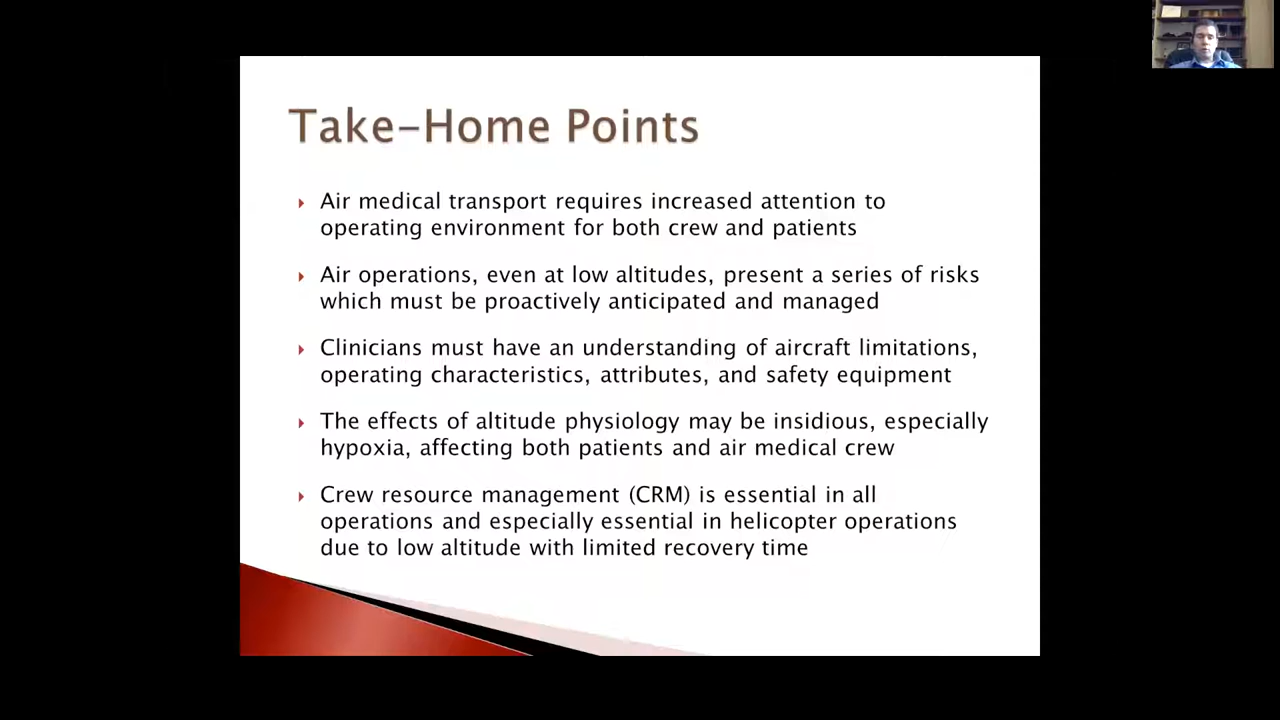 Take-Home Points
Air medical transport requires increased attention to
operating environment for both crew and patients
Air operations, even at low altitudes, present a series of risks
which must be proactively anticipated and managed
Clinicians must have an understanding of aircraft limitations,
operating characteristics, attributes, and safety equipment
The effects of altitude physiology may be insidious, especially
hypoxia, affecting both patients and air medical crew
Crew resource management (CRM) is essential in all
operations and especially essential in helicopter operations
due to low altitude with limited recovery time